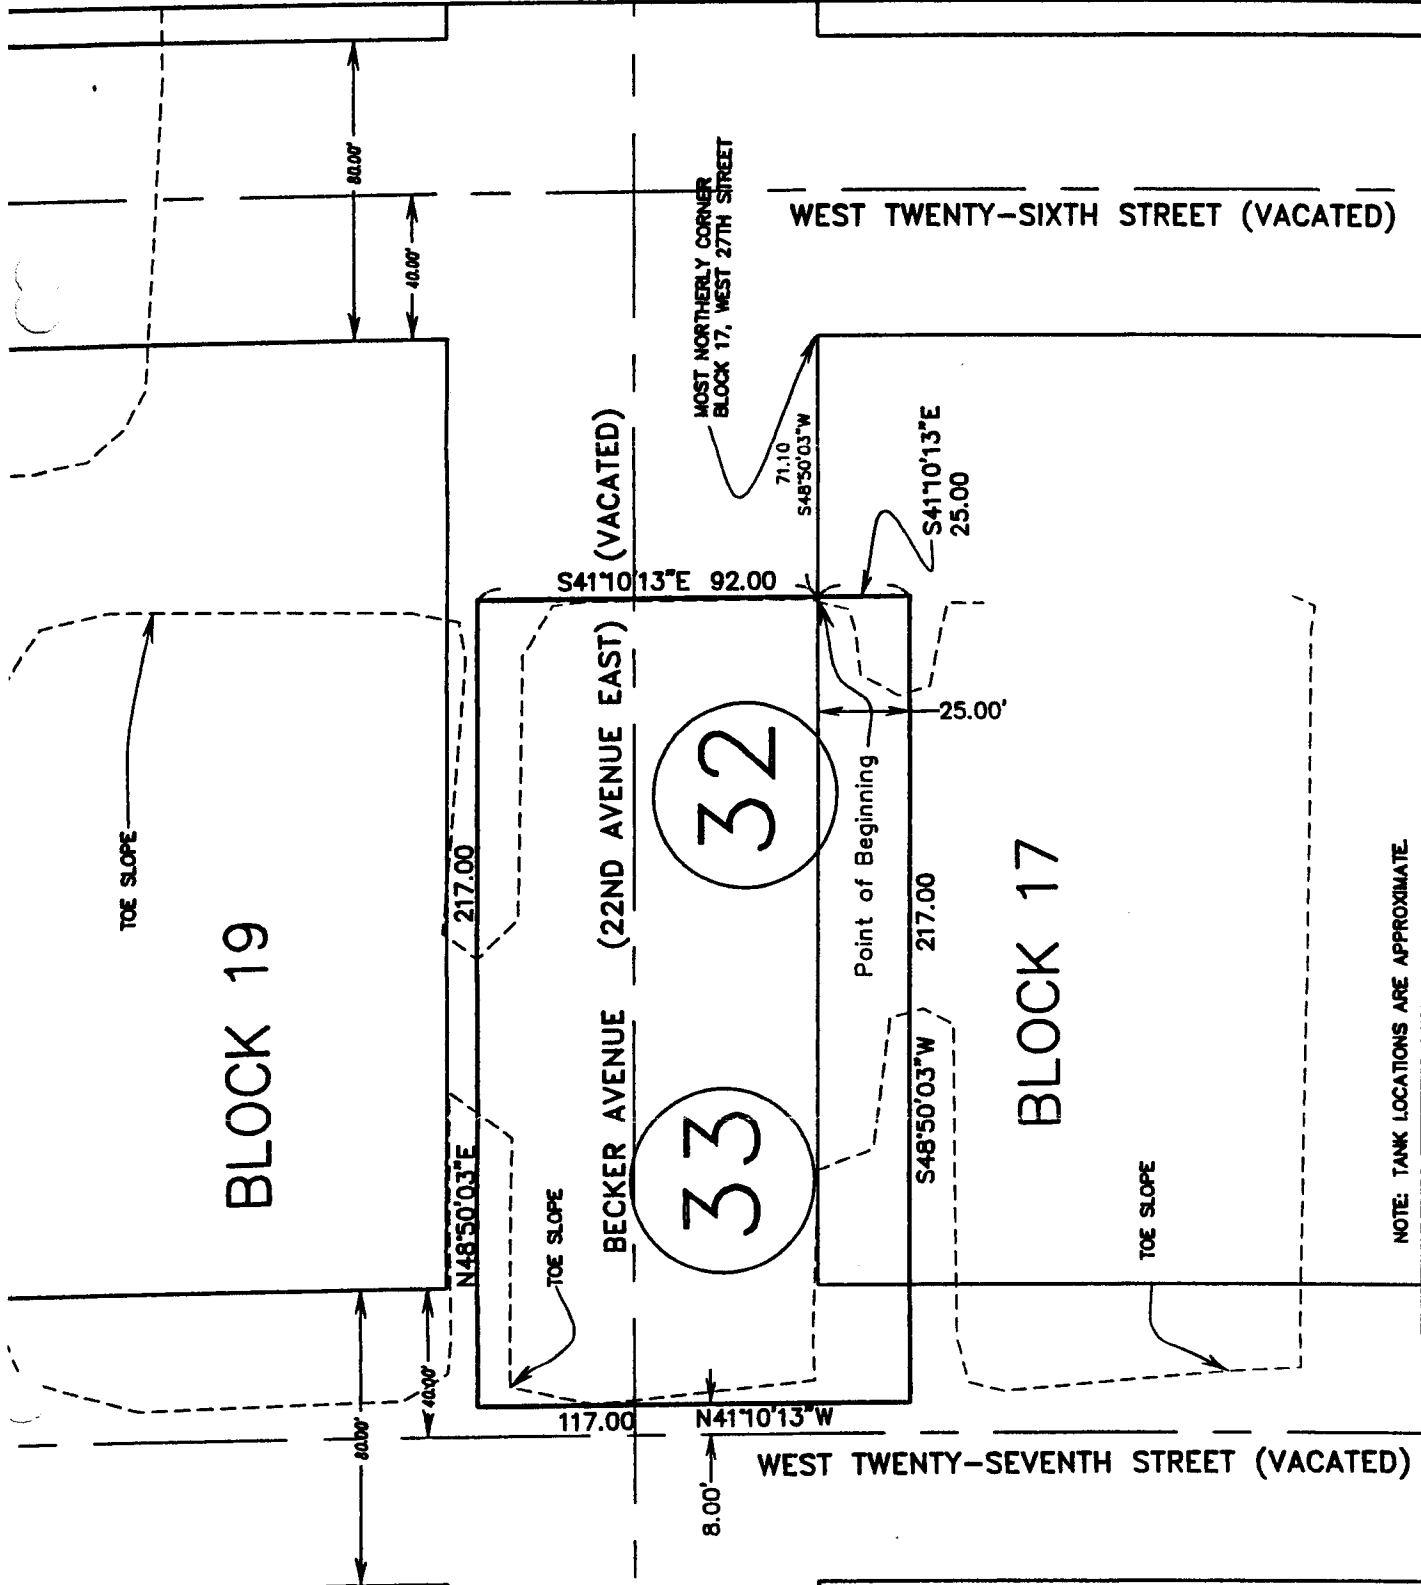 80.00'
40.00'
MOST NORTHERLY CORNER
BLOCK 17, WEST 27TH STREET
WEST TWENTY-SIXTH STREET (VACATED)
71.10
S48°50'03"W
S41°10'13"E
25.00
S41°10'13"E 92.00
BECKER AVENUE (22ND AVENUE EAST) (VACATED)
TOE SLOPE
217.00
32
25.00'
Point of Beginning
217.00
BLOCK 19
BLOCK 17
33
N48°50'03"E
S48°50'03"W
TOE SLOPE
TOE SLOPE
NOTE: TANK LOCATIONS ARE APPROXIMATE.
40.00'
80.00'
117.00
N41°10'13"W
8.00'
WEST TWENTY-SEVENTH STREET (VACATED)